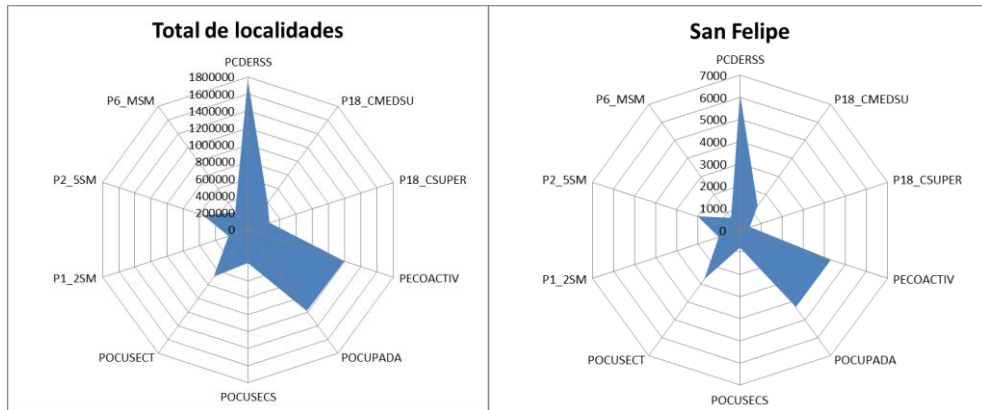 Total de localidades
PCDERSS
1800000
1600000
1400000
1200000
1000000
800000
600000
400000
200000
0
P18_CMEDSU
P18_CSUPER
PECOACTIV
POCUPADA
POCUSECS
POCUSECT
P1_2SM
P2_5SM
P6_MSM
San Felipe
PCDERSS
7000
6000
5000
4000
3000
2000
1000
0
P18_CMEDSU
P18_CSUPER
PECOACTIV
POCUPADA
POCUSECS
POCUSECT
P1_2SM
P2_5SM
P6_MSM